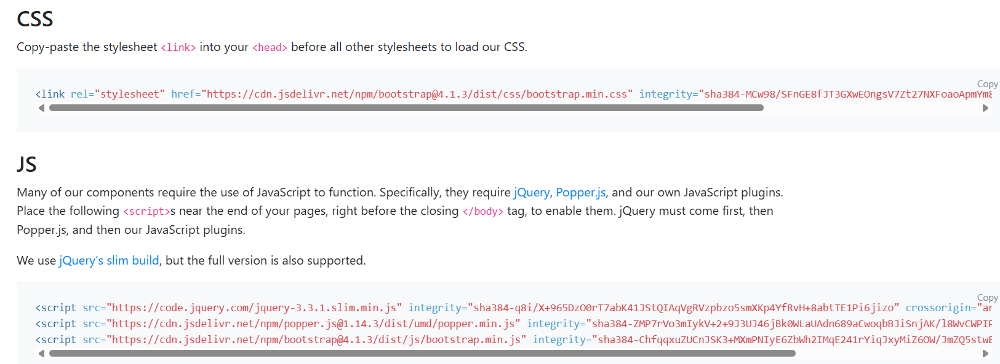 CSS
Copy-paste the stylesheet <link> into your <head> before all other stylesheets to load our CSS.
Copy
<link rel="stylesheet" href="https://cdn.jsdelivr.net/npm/bootstrap@4.1.3/dist/css/bootstrap.min.css" integrity="sha384-MCw98/SFnGE8fJT3GXwEOngsV7Zt27NXFoaoApmYm8
JS
Many of our components require the use of JavaScript to function. Specifically, they require jQuery, Popper.js, and our own JavaScript plugins.
Place the following <script>s near the end of your pages, right before the closing </body> tag, to enable them. jQuery must come first, then
Popper.js, and then our JavaScript plugins.
We use jQuery’s slim build, but the full version is also supported.
Copy
<script src="https://code.jquery.com/jquery-3.3.1.slim.min.js" integrity="sha384-q8i/X+965DzO0rT7abK41JStQIAqVgRVzpbzo5smXKp4YfRvH+8abtTE1Pi6jizo" crossorigin="an
<script src="https://cdn.jsdelivr.net/npm/popper.js@1.14.3/dist/umd/popper.min.js" integrity="sha384-ZMP7rVo3mIykV+2+9J3UJ46jBk0WLaUAdn689aCwoqbBJiSnjAK/l8WvCWPIP
<script src="https://cdn.jsdelivr.net/npm/bootstrap@4.1.3/dist/js/bootstrap.min.js" integrity="sha384-ChfqqxuZUCnJSK3+MXmPNIyE6ZbWh2IMqE241rYiqJxyMiZ6OW/JmZQ5stwE